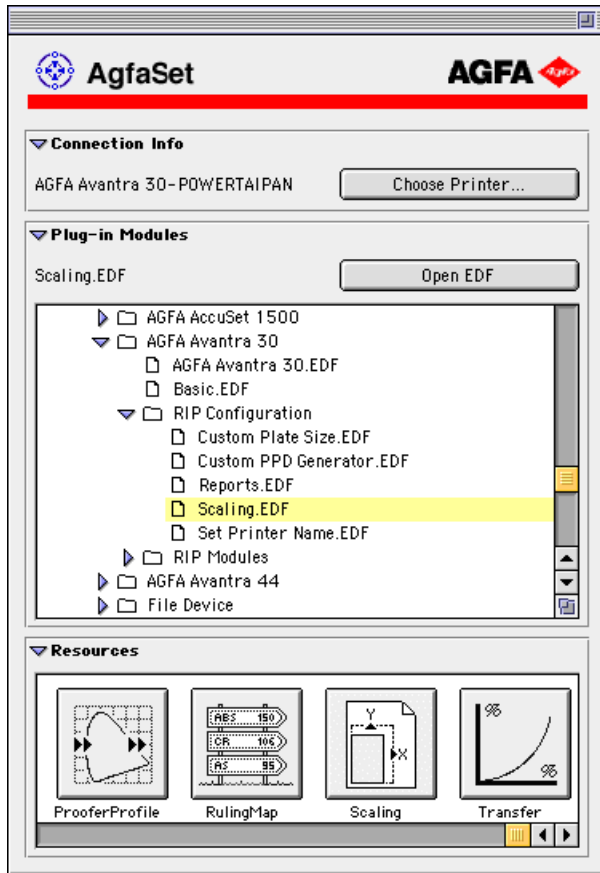 AgfaSet
AGFA
AGFA
Connection Info
AGFA Avantra 30-POWERTAIPAN
Choose Printer...
Plug-in Modules
Scaling.EDF
Open EDF
AGFA AccuSet 1500
AGFA Avantra 30
AGFA Avantra 30.EDF
Basic.EDF
RIP Configuration
Custom Plate Size.EDF
Custom PPD Generator.EDF
Reports.EDF
Scaling.EDF
Set Printer Name.EDF
RIP Modules
AGFA Avantra 44
File Device
Resources
ABS 150
CR 106
AS 95
Y
X
%
%
ProoferProfile
RulingMap
Scaling
Transfer